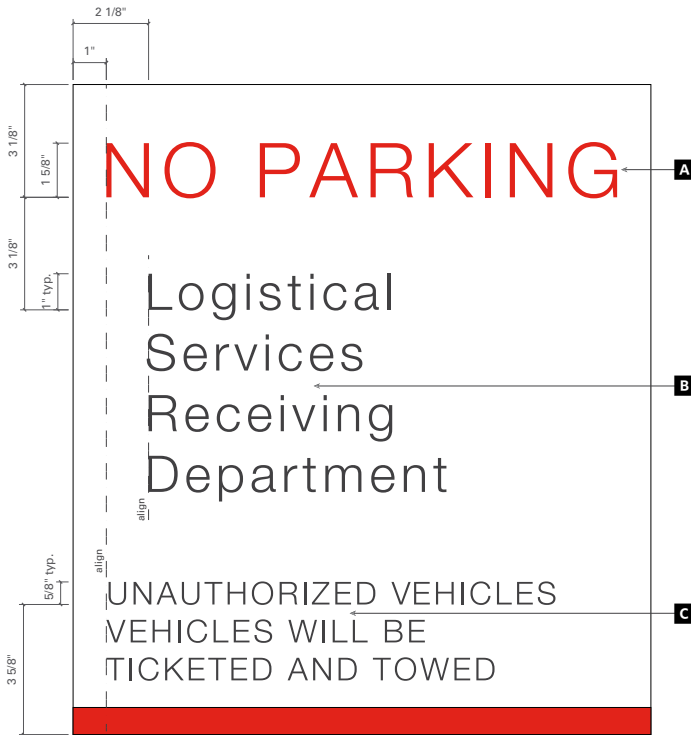 2 1/8"
1"
3 1/8"
1 5/8"
NO PARKING
A
3 1/8"
1" typ.
Logistical
Services
B
Receiving
Department
align
align
5/8" typ.
UNAUTHORIZED VEHICLES
C
VEHICLES WILL BE
TICKETED AND TOWED
3 5/8"